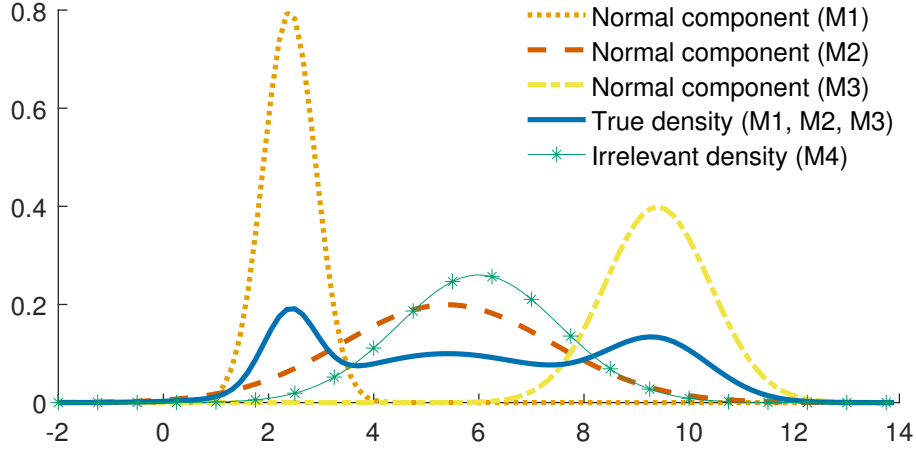 Normal component (M1)
Normal component (M2)
Normal component (M3)
True density (M1, M2, M3)
Irrelevant density (M4)
0.8
0.6
0.4
0.2
0
-2 0 2 4 6 8 10 12 14